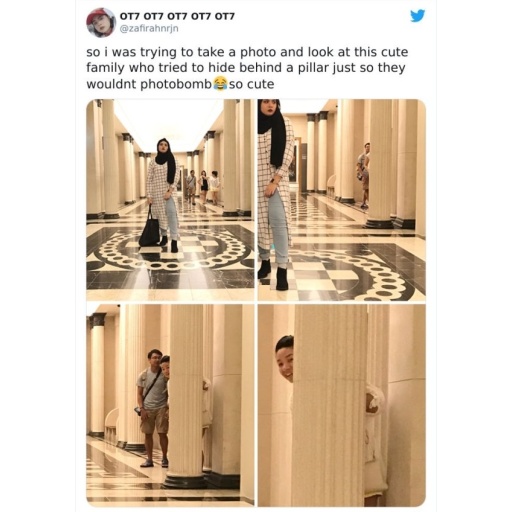 OT7 OT7 OT7 OT7 OT7
@zafirahnrjn
so i was trying to take a photo and look at this cute
family who tried to hide behind a pillar just so they
wouldnt photobomb😂so cute